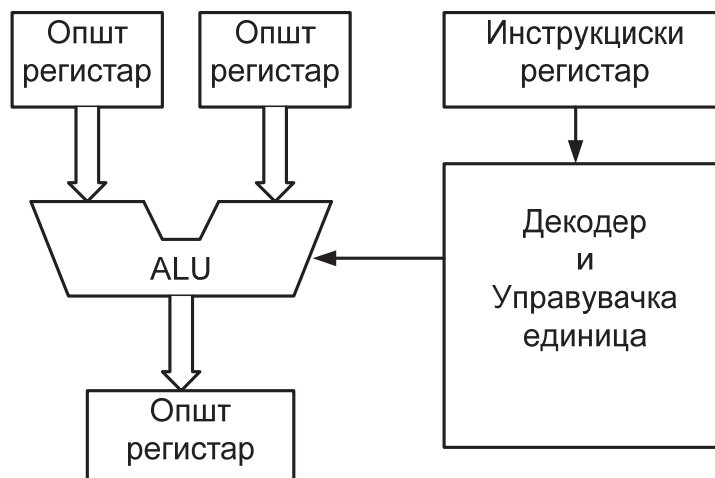 Општ
регистар
Општ
регистар
Инструкциски
регистар
ALU
Декодер
и
Управувачка
единица
Општ
регистар